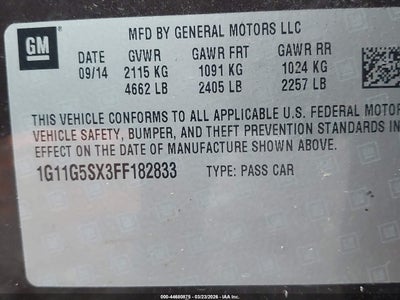 MFD BY GENERAL MOTORS LLC
GM
DATE GVWR GAWR FRT GAWR RR
09/14 2115 KG 1091 KG 1024 KG
4662 LB 2405 LB 2257 LB
THIS VEHICLE CONFORMS TO ALL APPLICABLE U.S. FEDERAL MOTOR
VEHICLE SAFETY, BUMPER, AND THEFT PREVENTION STANDARDS IN
EFFECT ON THE DATE OF MANUFACTURE SHOWN ABOVE.
1G11G5SX3FF182833 TYPE: PASS CAR
000-44680875 - 03/23/2026 - IAA Inc.